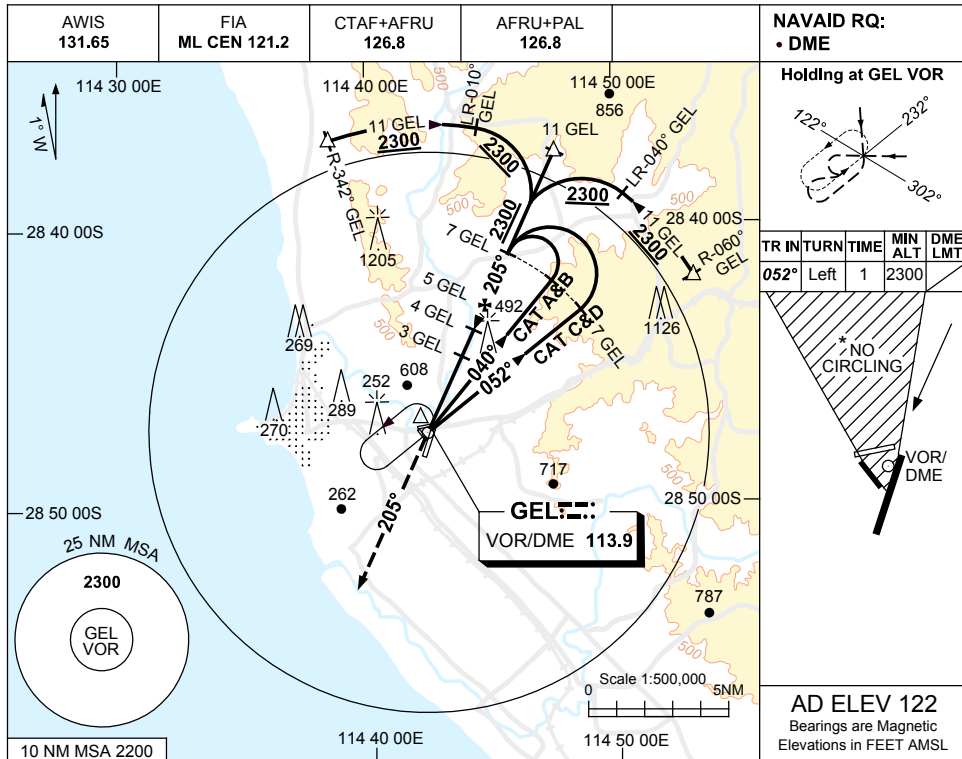 AWIS
131.65
FIA
ML CEN 121.2
CTAF+AFRU
126.8
AFRU+PAL
126.8
NAVAID RQ:
• DME
114 30 00E
114 40 00E
114 50 00E
1° W
LR-010°
GEL
856
11 GEL
2300
11 GEL
2300
R-342° GEL
2300
LR-040° GEL
2300
11 GEL
2300
R-060°
GEL
28 40 00S
28 40 00S
1205
7 GEL
205°
5 GEL
4 GEL
3 GEL
492
040°
CAT A&B
052°
CAT C&D
7 GEL
1126
269
608
252
289
270
717
262
205°
28 50 00S
28 50 00S
GEL
VOR/DME 113.9
787
500
500
500
500
500
500
25 NM MSA
2300
GEL
VOR
Scale 1:500,000
0
5NM
114 40 00E
114 50 00E
10 NM MSA 2200
Holding at GEL VOR
122°
232°
302°
TR IN TURN TIME MIN ALT DME LMT
052° Left 1 2300
* NO
CIRCLING
VOR/
DME
AD ELEV 122
Bearings are Magnetic
Elevations in FEET AMSL